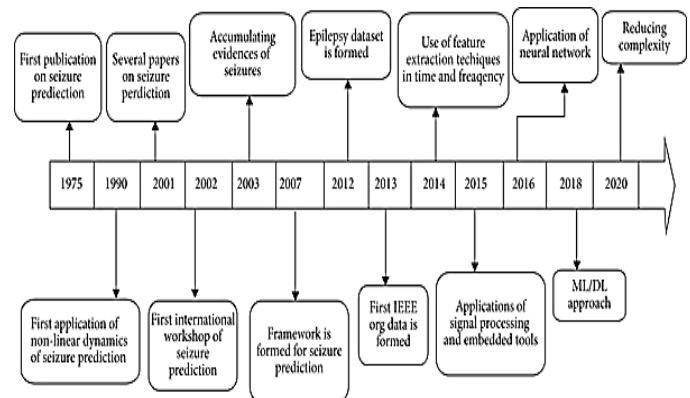 First publication
on seizure
prediection
Several papers
on seizure
perdiction
Accumulating
evidences of
seizures
Epilepsy dataset
is formed
Use of feature
extraction techiques
in time and freaqency
Application of
neural network
Reducing
complexity
1975 1990 2001 2002 2003 2007 2012 2013 2014 2015 2016 2018 2020
First application of
non-linear dynamics
of seizure prediction
First international
workshop of
seizure
prediction
Framework is
formed for seizure
prediction
First IEEE
org data is
formed
Applications of
signal processing
and embedded tools
ML/DL
approach